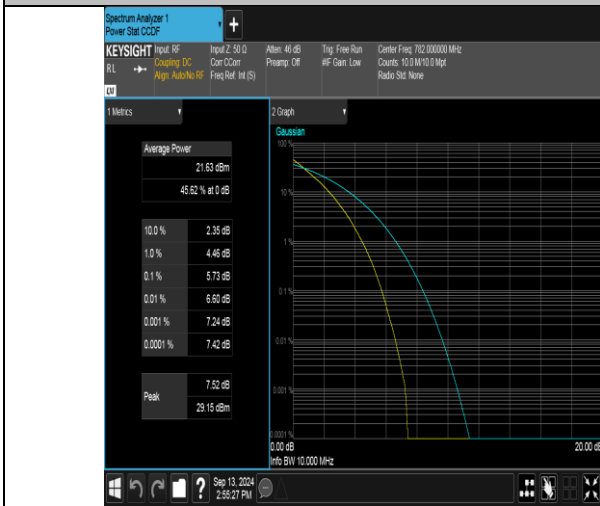 Spectrum Analyzer 1
Power Stat CCDF
+
KEYSIGHT
RL
LXI
Input: RF
Coupling: DC
Align: Auto/No RF
Input Z: 50 Ω
Corr CCorr
Freq Ref: Int (S)
Atten: 46 dB
Preamp: Off
Trig: Free Run
#IF Gain: Low
Center Freq: 782.000000 MHz
Counts: 10.0 M/10.0 Mpt
Radio Std: None
1 Metrics
Average Power
21.63 dBm
45.62 % at 0 dB
10.0 % 2.35 dB
1.0 % 4.46 dB
0.1 % 5.73 dB
0.01 % 6.60 dB
0.001 % 7.24 dB
0.0001 % 7.42 dB
Peak
7.52 dB
29.15 dBm
2 Graph
Gaussian
100 %
10 %
1 %
0.1 %
0.01 %
0.001 %
0.0001 %
0.00 dB
20.00 dB
Info BW 10.000 MHz
?
Sep 13, 2024
2:55:27 PM